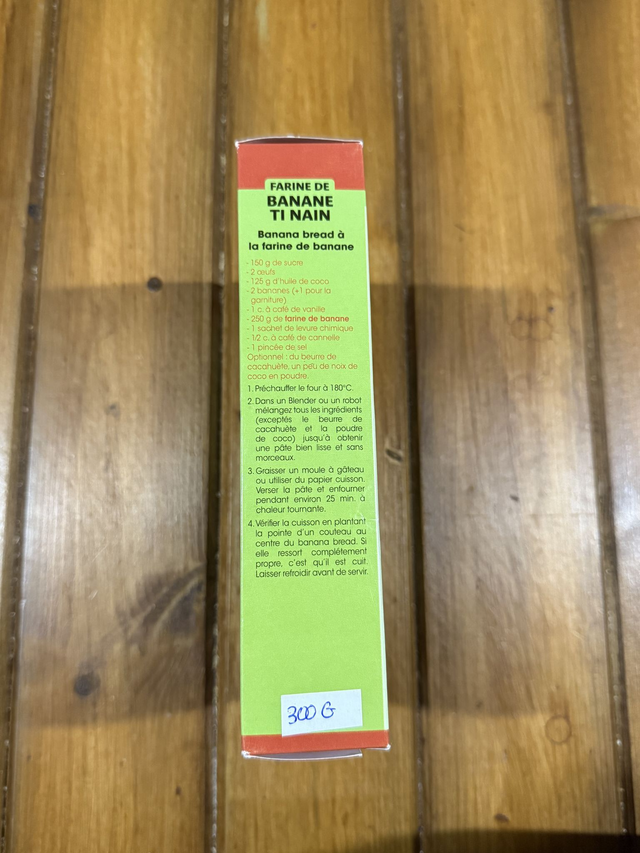 FARINE DE
BANANE
TI NAIN
Banana bread à
la farine de banane
- 150 g de sucre
- 2 œufs
- 125 g d'huile de coco
- 2 bananes (+1 pour la
garniture)
- 1 c. à café de vanille
- 250 g de farine de banane
- 1 sachet de levure chimique
- 1/2 c. à café de cannelle
- 1 pincée de sel
Optionnel : du beurre de
cacahuète, un peu de noix de
coco en poudre.
1. Préchauffer le four à 180°C.
2. Dans un Blender ou un robot
mélangez tous les ingrédients
(exceptés le beurre de
cacahuète et la poudre
de coco) jusqu'à obtenir
une pâte bien lisse et sans
morceaux.
3. Graisser un moule à gâteau
ou utiliser du papier cuisson.
Verser la pâte et enfourner
pendant environ 25 min. à
chaleur tournante.
4. Vérifier la cuisson en plantant
la pointe d'un couteau au
centre du banana bread. Si
elle ressort complétement
propre, c'est qu'il est cuit.
Laisser refroidir avant de servir.
300 G